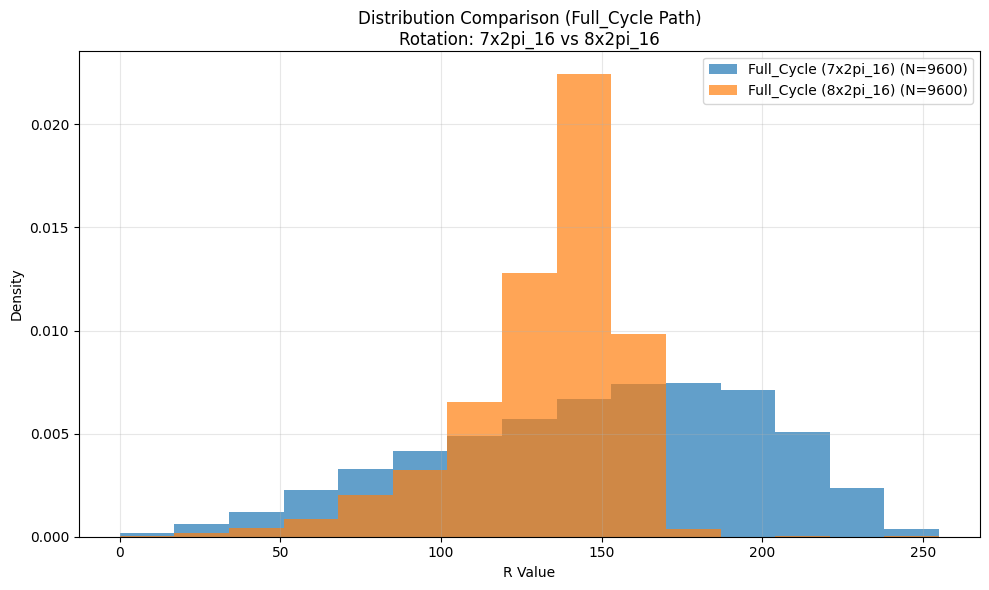 Distribution Comparison (Full_Cycle Path)
Rotation: 7x2pi_16 vs 8x2pi_16
Full_Cycle (7x2pi_16) (N=9600)
Full_Cycle (8x2pi_16) (N=9600)
Density
0.020
0.015
0.010
0.005
0.000
0 50 100 150 200 250
R Value